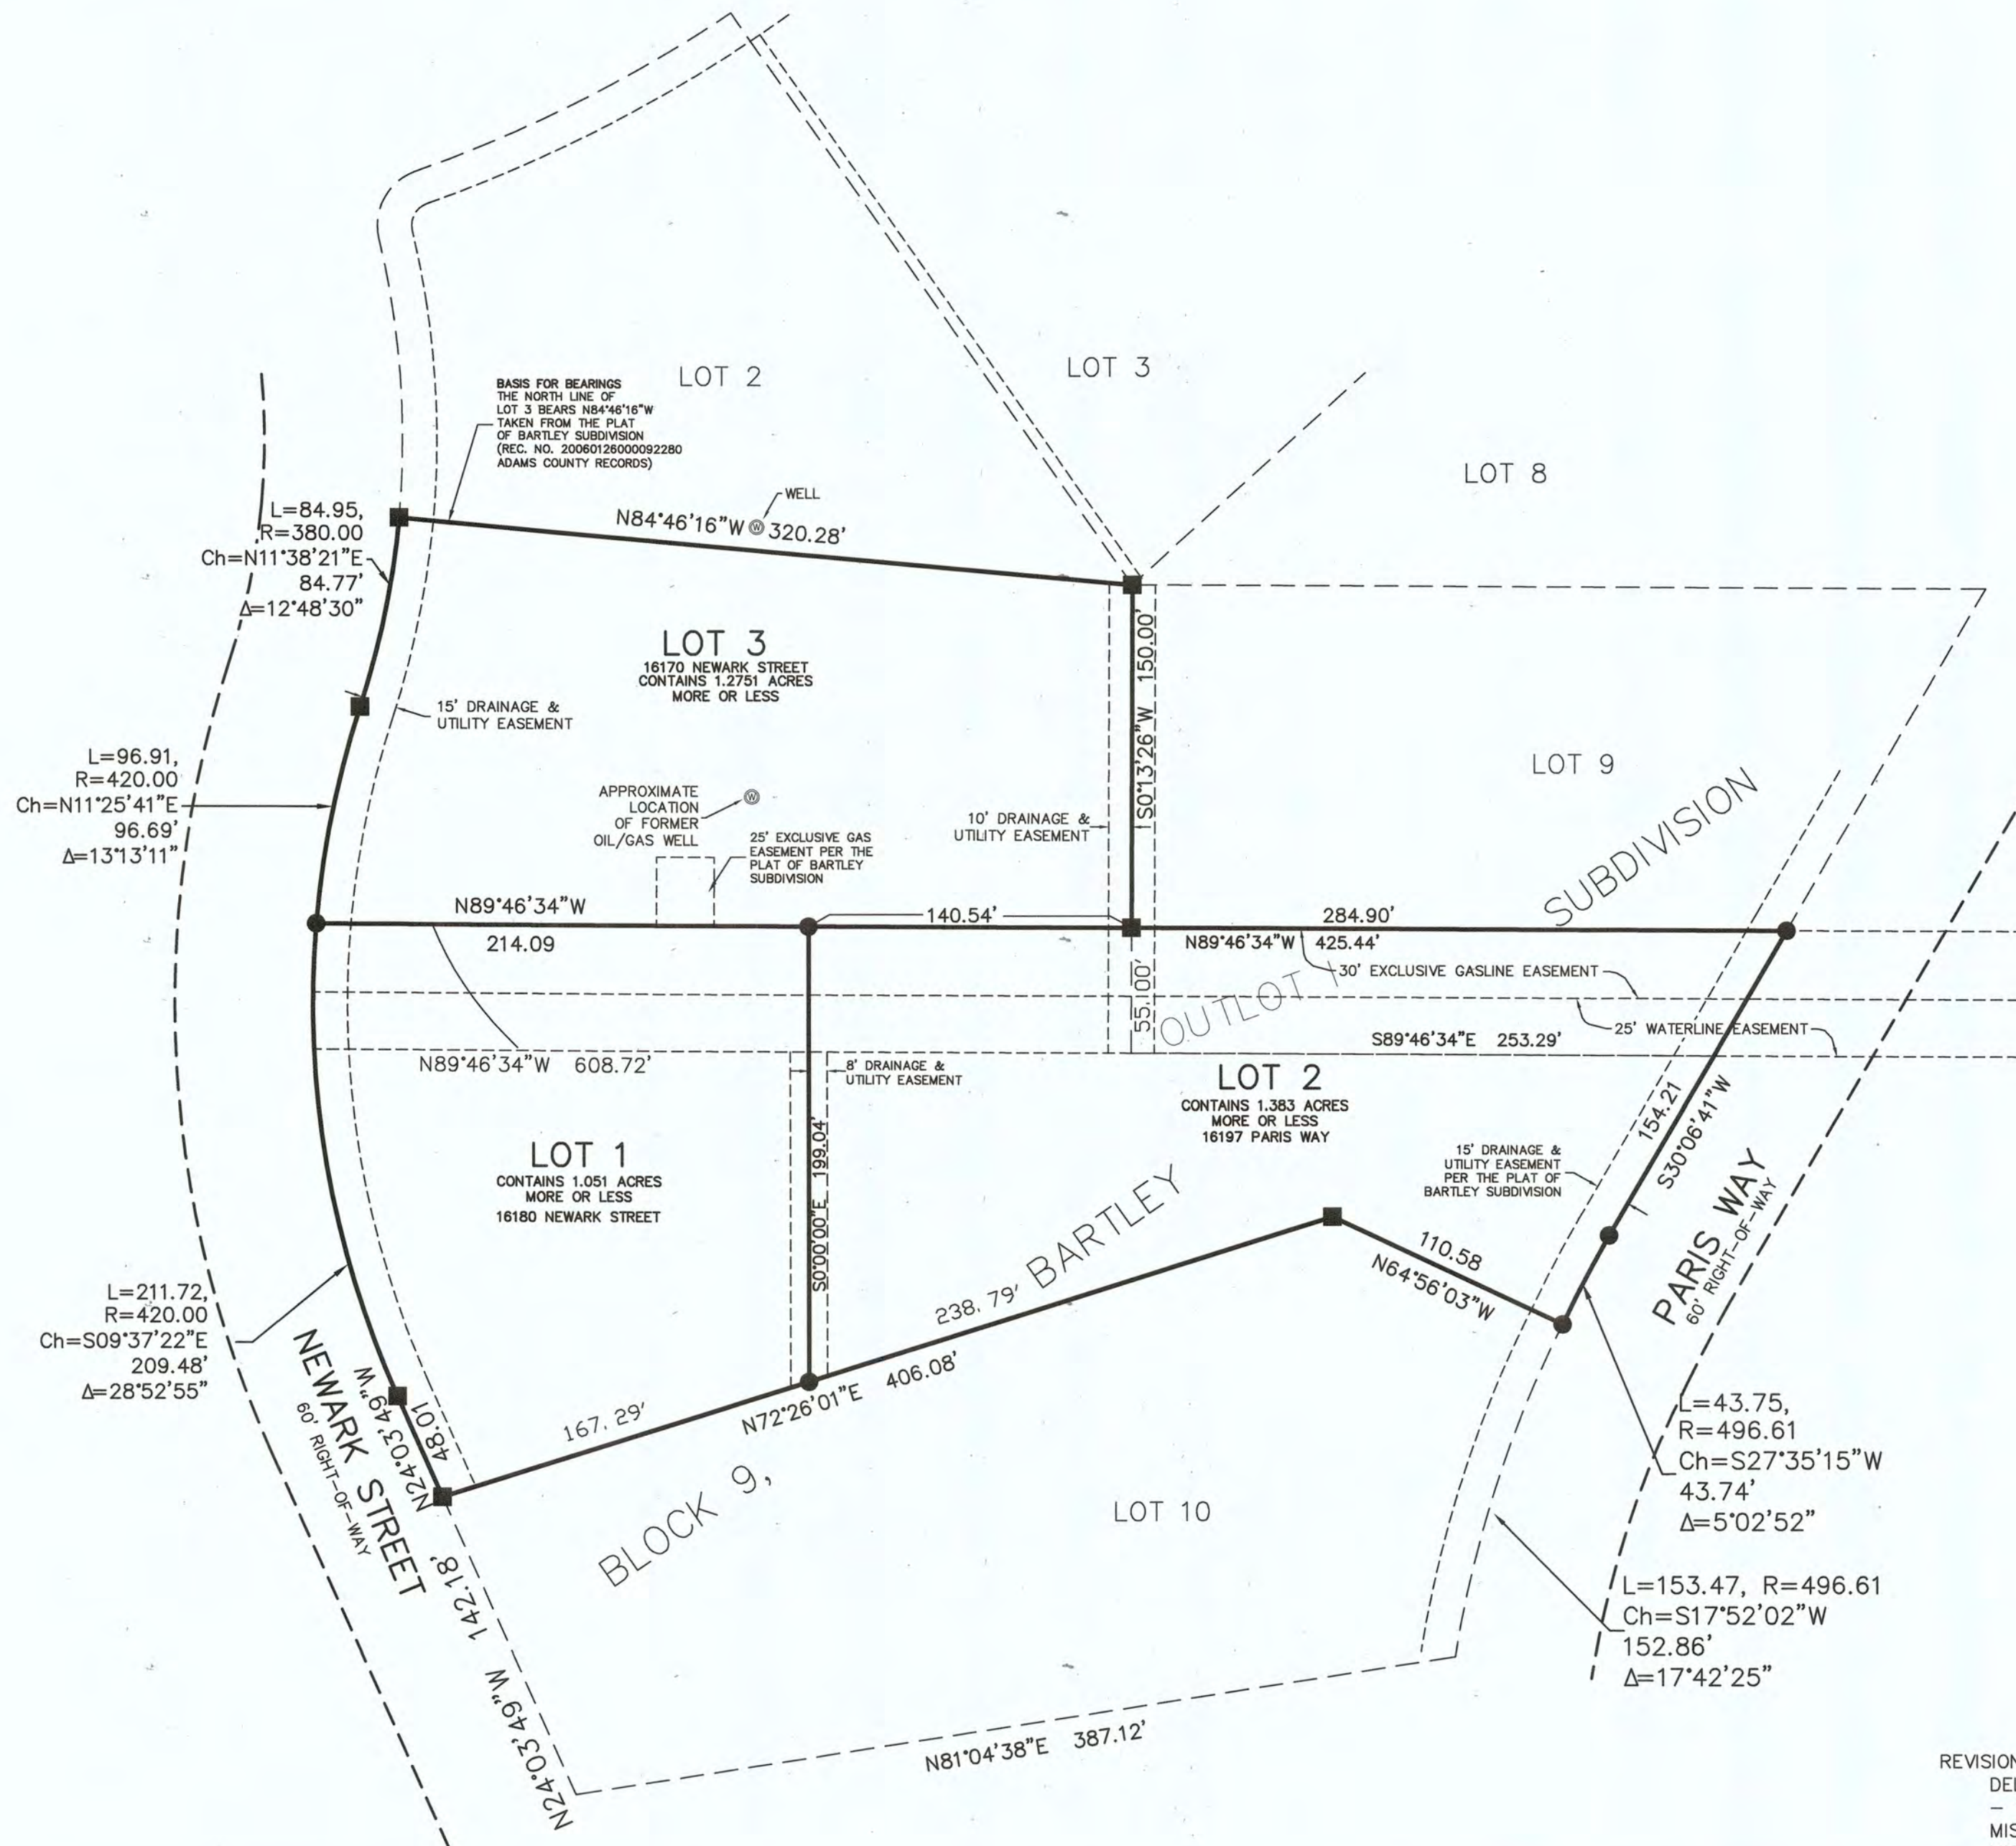 LOT 2
LOT 3
LOT 8
BASIS FOR BEARINGS
THE NORTH LINE OF
LOT 3 BEARS N84°46'16"W
TAKEN FROM THE PLAT
OF BARTLEY SUBDIVISION
(REC. NO. 20060126000092280
ADAMS COUNTY RECORDS)
WELL
N84°46'16"W W 320.28'
L=84.95,
R=380.00
Ch=N11°38'21"E
84.77'
Δ=12°48'30"
LOT 3
16170 NEWARK STREET
CONTAINS 1.2751 ACRES
MORE OR LESS
S0°13'26"W 150.00'
15' DRAINAGE &
UTILITY EASEMENT
L=96.91,
R=420.00
Ch=N11°25'41"E
96.69'
Δ=13°13'11"
APPROXIMATE
LOCATION
OF FORMER
OIL/GAS WELL
W
25' EXCLUSIVE GAS
EASEMENT PER THE
PLAT OF BARTLEY
SUBDIVISION
10' DRAINAGE &
UTILITY EASEMENT
LOT 9
SUBDIVISION
N89°46'34"W
214.09
140.54'
284.90'
N89°46'34"W 425.44'
30' EXCLUSIVE GASLINE EASEMENT
55.00'
OUTLOT 1
25' WATERLINE EASEMENT
S89°46'34"E 253.29'
N89°46'34"W 608.72'
8' DRAINAGE &
UTILITY EASEMENT
LOT 2
CONTAINS 1.383 ACRES
MORE OR LESS
16197 PARIS WAY
LOT 1
CONTAINS 1.051 ACRES
MORE OR LESS
16180 NEWARK STREET
S0°00'00"E 199.04'
15' DRAINAGE &
UTILITY EASEMENT
PER THE PLAT OF
BARTLEY SUBDIVISION
154.21
S30°06'41"W
PARIS WAY
60' RIGHT-OF-WAY
BARTLEY
110.58
N64°56'03"W
238.79'
N72°26'01"E 406.08'
167.29'
L=211.72,
R=420.00
Ch=S09°37'22"E
209.48'
Δ=28°52'55"
NEWARK STREET
60' RIGHT-OF-WAY
N24°03'49"W
48.01
BLOCK 9,
LOT 10
L=43.75,
R=496.61
Ch=S27°35'15"W
43.74'
Δ=5°02'52"
L=153.47, R=496.61
Ch=S17°52'02"W
152.86'
Δ=17°42'25"
N24°03'49"W 142.18'
N81°04'38"E 387.12'
REVISION
DEL
–
MIS